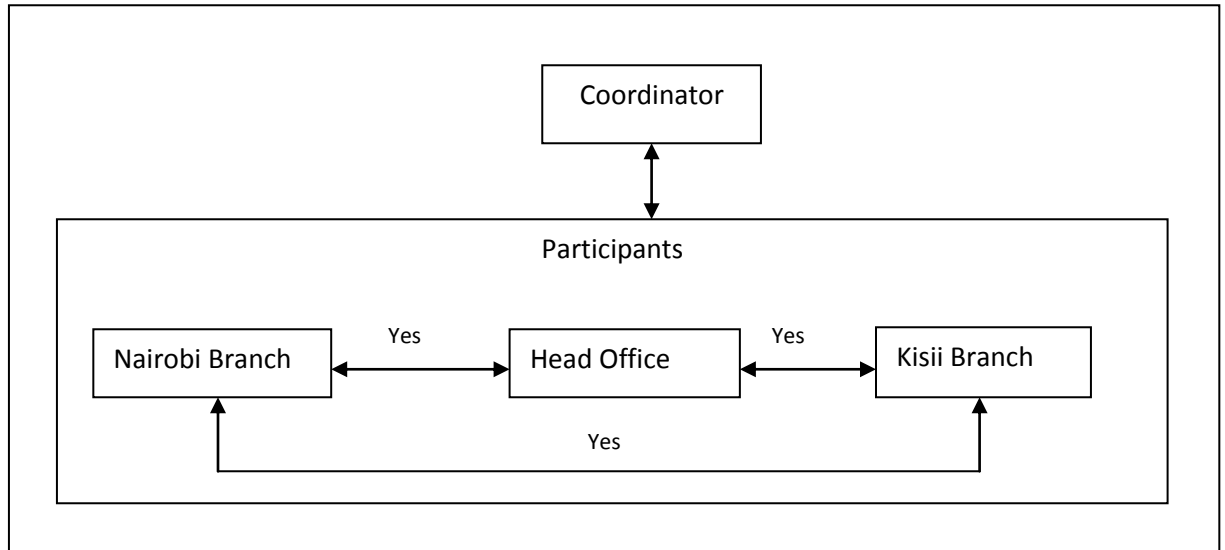 Coordinator
Participants
Yes
Yes
Nairobi Branch
Head Office
Kisii Branch
Yes